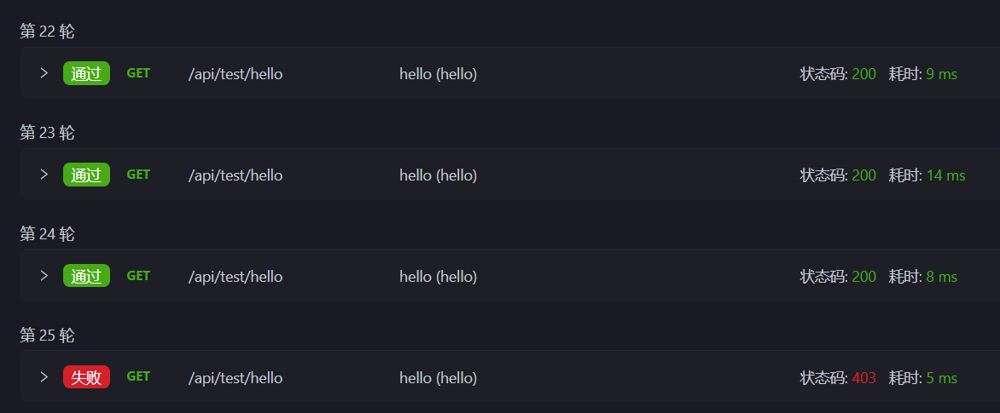 第 22 轮
通过 GET /api/test/hello hello (hello) 状态码: 200 耗时: 9 ms
第 23 轮
通过 GET /api/test/hello hello (hello) 状态码: 200 耗时: 14 ms
第 24 轮
通过 GET /api/test/hello hello (hello) 状态码: 200 耗时: 8 ms
第 25 轮
失败 GET /api/test/hello hello (hello) 状态码: 403 耗时: 5 ms